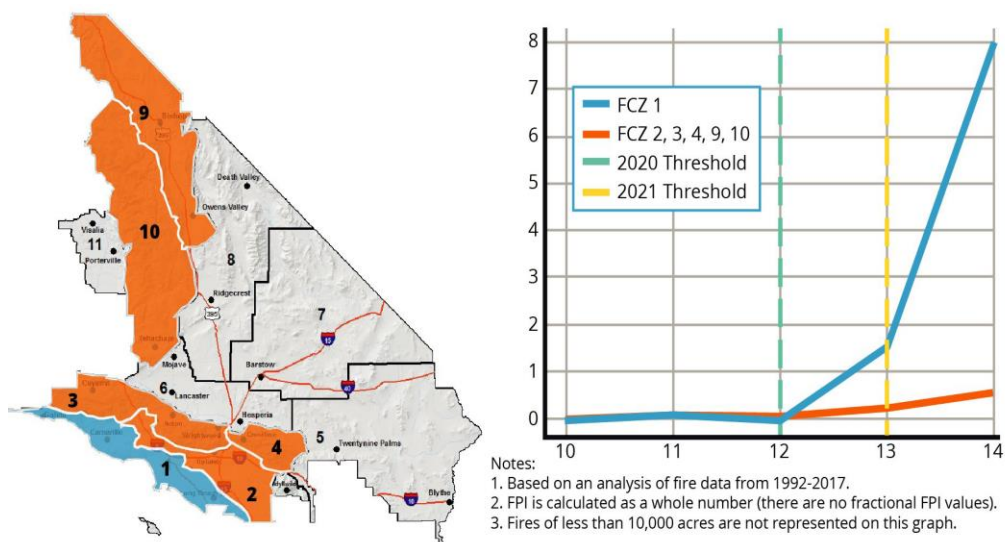 9
395
Death Valley
Owens Valley
10
Visalia
11
Porterville
8
Ridgecrest
395
7
15
Mojave
Barstow
40
6
Lancaster
3
Hesperia
4
5
Twentynine Palms
1
2
10
Blythe
8
7
6
5
4
3
2
1
0
10 11 12 13 14
FCZ 1
FCZ 2, 3, 4, 9, 10
2020 Threshold
2021 Threshold
Notes:
1. Based on an analysis of fire data from 1992-2017.
2. FPI is calculated as a whole number (there are no fractional FPI values).
3. Fires of less than 10,000 acres are not represented on this graph.